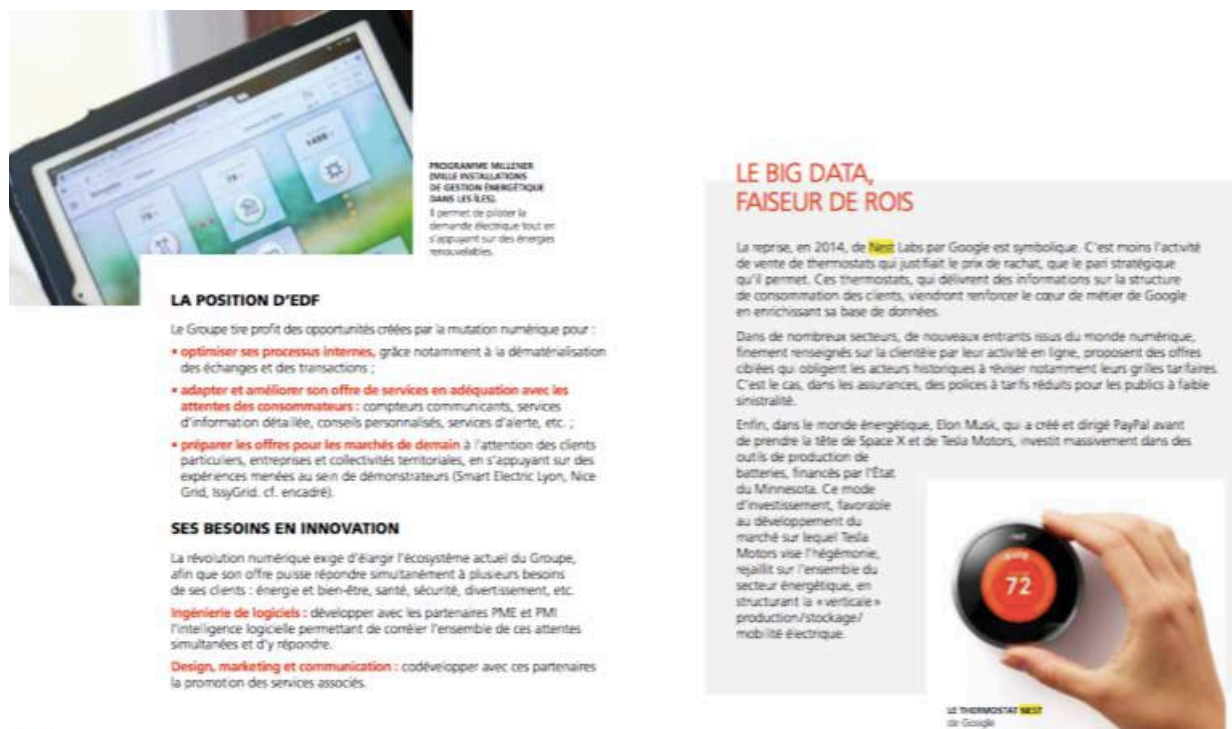 PROGRAMME MILLENER
(MILLE INSTALLATIONS
DE GESTION ÉNERGÉTIQUE
DANS LES ÎLES).
Il permet de piloter la
demande électrique tout en
s'appuyant sur des énergies
renouvelables.
LA POSITION D'EDF
Le Groupe tire profit des opportunités créées par la mutation numérique pour :
• optimiser ses processus internes, grâce notamment à la dématérialisation
des échanges et des transactions ;
• adapter et améliorer son offre de services en adéquation avec les
attentes des consommateurs : compteurs communicants, services
d'information détaillée, conseils personnalisés, services d'alerte, etc. ;
• préparer les offres pour les marchés de demain à l'attention des clients
particuliers, entreprises et collectivités territoriales, en s'appuyant sur des
expériences menées au sein de démonstrateurs (Smart Electric Lyon, Nice
Grid, IssyGrid. cf. encadré).
SES BESOINS EN INNOVATION
La révolution numérique exige d'élargir l'écosystème actuel du Groupe,
afin que son offre puisse répondre simultanément à plusieurs besoins
de ses clients : énergie et bien-être, santé, sécurité, divertissement, etc.
Ingénierie de logiciels : développer avec les partenaires PME et PMI
l'intelligence logicielle permettant de corréler l'ensemble de ces attentes
simultanées et d'y répondre.
Design, marketing et communication : codévelopper avec ces partenaires
la promotion des services associés.
LE BIG DATA,
FAISEUR DE ROIS
La reprise, en 2014, de Nest Labs par Google est symbolique. C'est moins l'activité
de vente de thermostats qui justifiait le prix de rachat, que le pari stratégique
qu'il permet. Ces thermostats, qui délivrent des informations sur la structure
de consommation des clients, viendront renforcer le cœur de métier de Google
en enrichissant sa base de données.
Dans de nombreux secteurs, de nouveaux entrants issus du monde numérique,
finement renseignés sur la clientèle par leur activité en ligne, proposent des offres
ciblées qui obligent les acteurs historiques à réviser notamment leurs grilles tarifaires.
C'est le cas, dans les assurances, des polices à tarifs réduits pour les publics à faible
sinistralité.
Enfin, dans le monde énergétique, Elon Musk, qui a créé et dirigé PayPal avant
de prendre la tête de Space X et de Tesla Motors, investit massivement dans des
outils de production de
batteries, financés par l'État
du Minnesota. Ce mode
d'investissement, favorable
au développement du
marché sur lequel Tesla
Motors vise l'hégémonie,
rejaillit sur l'ensemble du
secteur énergétique, en
structurant la « verticale »
production/stockage/
mobilité électrique.
72
LE THERMOSTAT NEST
de Google